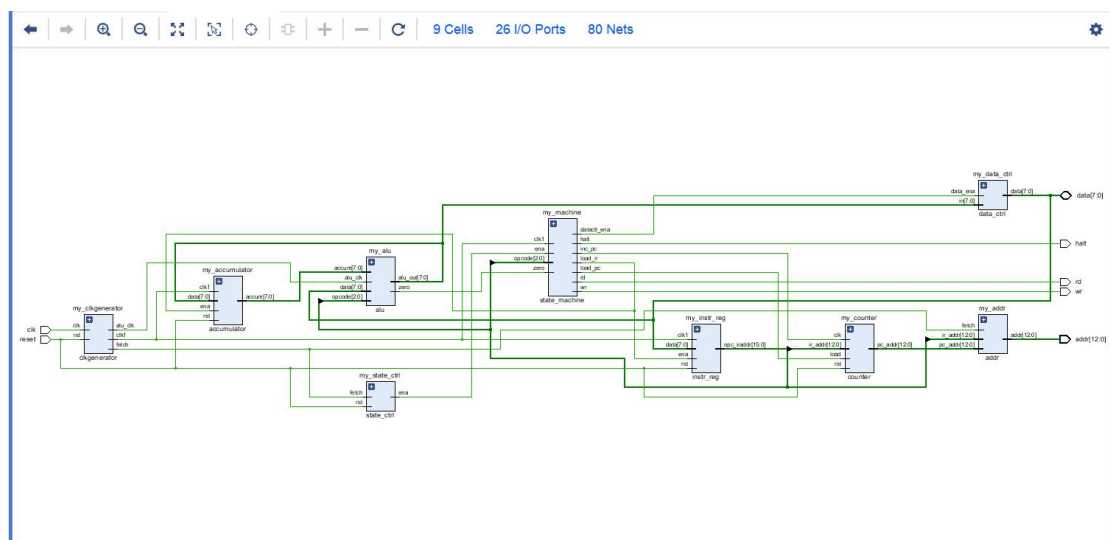 9 Cells 26 I/O Ports 80 Nets
my_data_ctrl
data_ena data[7:0]
in[7:0]
data_ctrl
data[7:0]
my_machine
datactl_ena
clk1 halt
ena inc_pc
opcode[2:0] load_ir
zero load_pc
rd
wr
state_machine
halt
rd
wr
my_alu
accum[7:0]
alu_clk alu_out[7:0]
data[7:0] zero
opcode[2:0]
alu
my_accumulator
clk1
data[7:0] accum[7:0]
ena
rst
accumulator
my_clkgenerator
clk alu_clk
rst clk1
fetch
clkgenerator
clk
reset
my_state_ctrl
fetch ena
rst
state_ctrl
my_instr_reg
clk1
data[7:0] opc_iraddr[15:0]
ena
rst
instr_reg
my_counter
clk
ir_addr[12:0] pc_addr[12:0]
load
rst
counter
my_addr
fetch
ir_addr[12:0] addr[12:0]
pc_addr[12:0]
addr
addr[12:0]